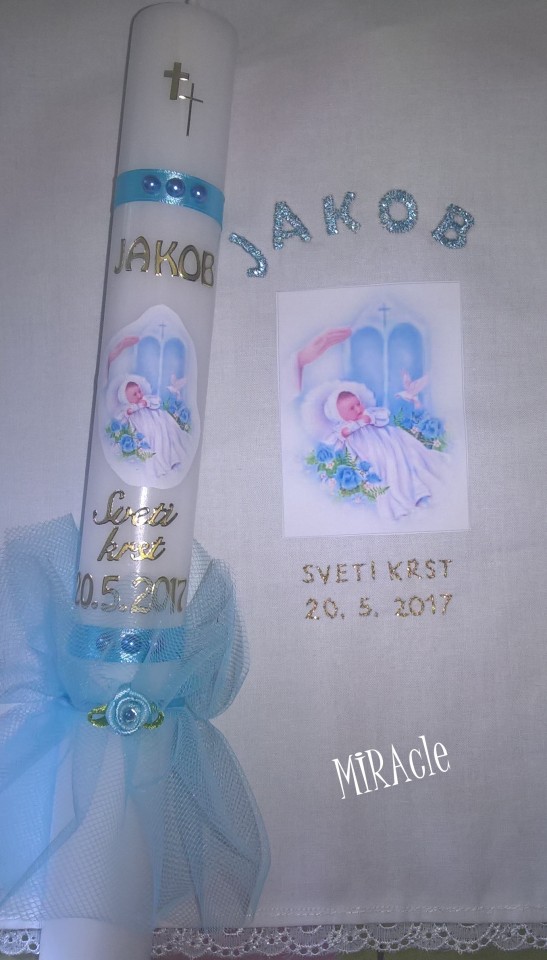 JAKOB
Sveti
krst
20.5.2017
JAKOB
SVETI KRST
20. 5. 2017
MiRAcle